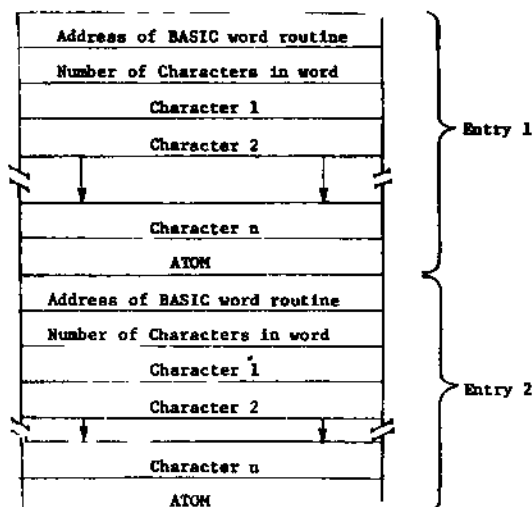 Address of BASIC word routine
Number of Characters in word
Character 1
Entry 1
Character 2
Character n
ATOM
Address of BASIC word routine
Number of Characters in word
Character 1
Entry 2
Character 2
Character n
ATOM